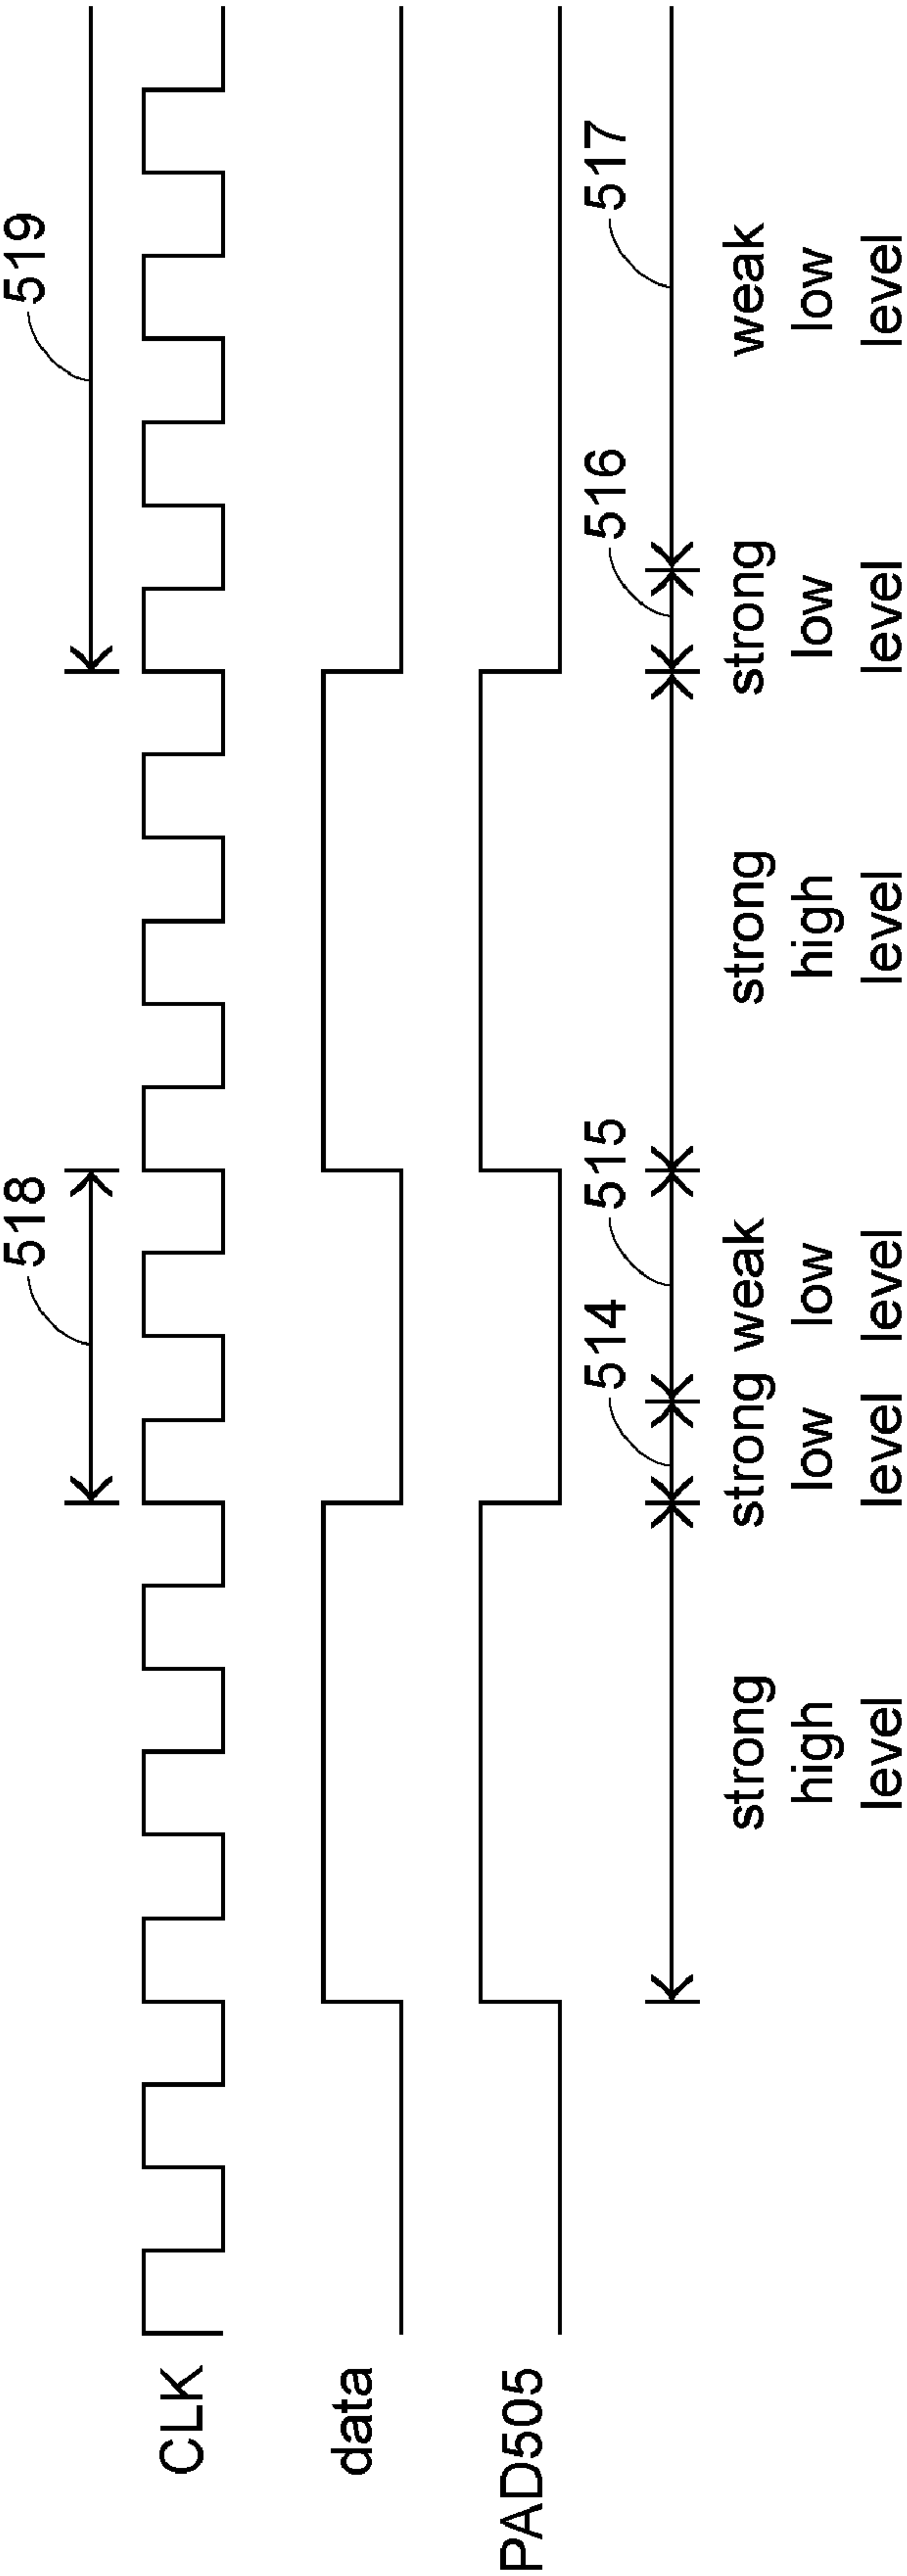 518
519
CLK
data
PAD505
514
515
516
517
strong
high
level
strong
low
level
weak
low
level
strong
high
level
strong
low
level
weak
low
level